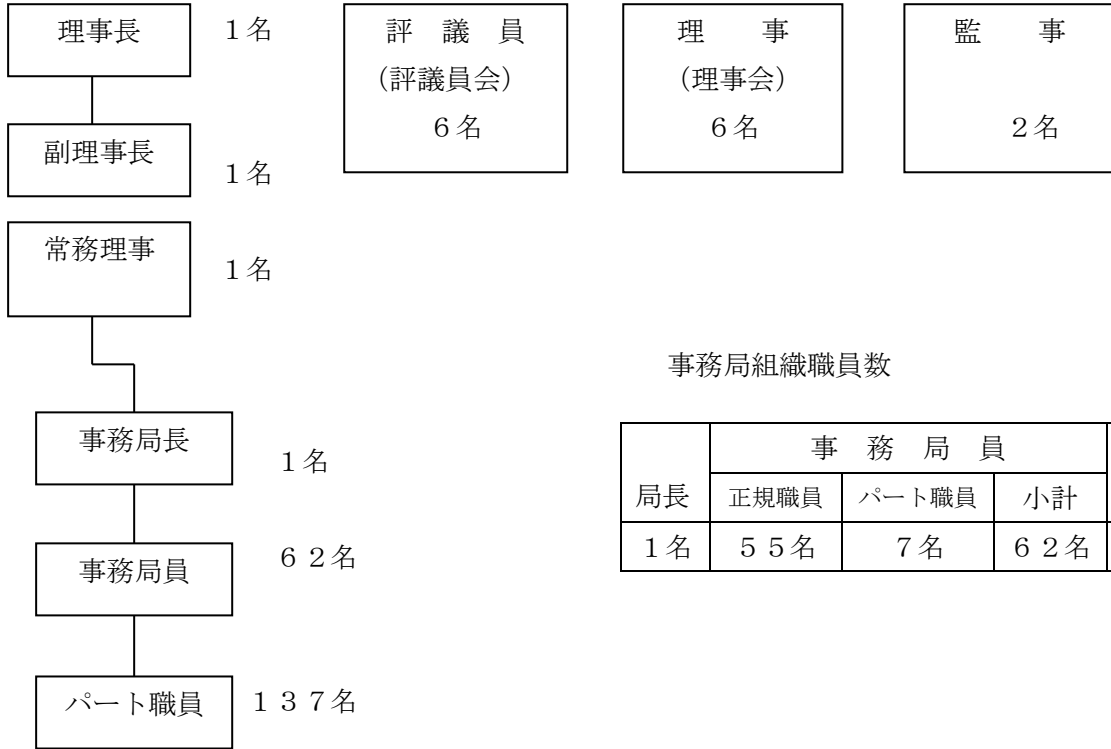 理事長 1名
副理事長 1名
常務理事 1名
事務局長 1名
事務局員 62名
パート職員 137名
評 議 員
(評議員会)
6名
理 事
(理事会)
6名
監 事
2名
事務局組織職員数
局長 事 務 局 員
正規職員 パート職員 小計
1名 55名 7名 62名